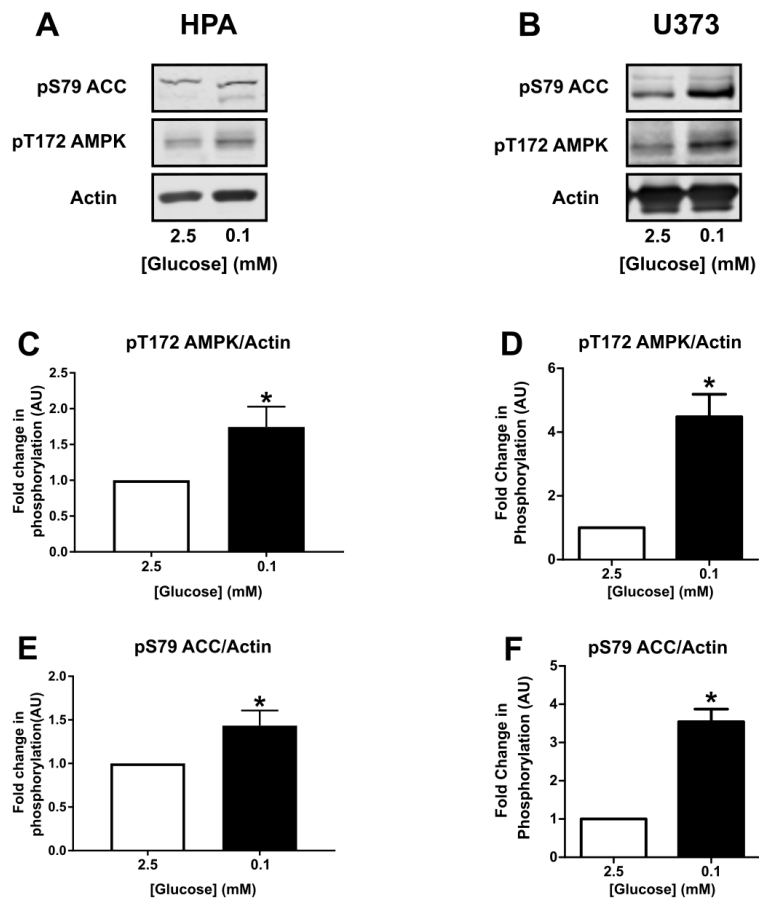 A HPA
pS79 ACC
pT172 AMPK
Actin
2.5 0.1
[Glucose] (mM)
B U373
pS79 ACC
pT172 AMPK
Actin
2.5 0.1
[Glucose] (mM)
C pT172 AMPK/Actin
Fold change in
phosphorylation (AU)
2.5
2.0
1.5
1.0
0.5
0.0
*
2.5 0.1
[Glucose] (mM)
D pT172 AMPK/Actin
Fold Change in
Phosphorylation (AU)
6
4
2
0
*
2.5 0.1
[Glucose] (mM)
E pS79 ACC/Actin
Fold change in
phosphorylation(AU)
2.0
1.5
1.0
0.5
0.0
*
2.5 0.1
[Glucose] (mM)
F pS79 ACC/Actin
Fold Change in
Phosphorylation (AU)
5
4
3
2
1
0
*
2.5 0.1
[Glucose] (mM)